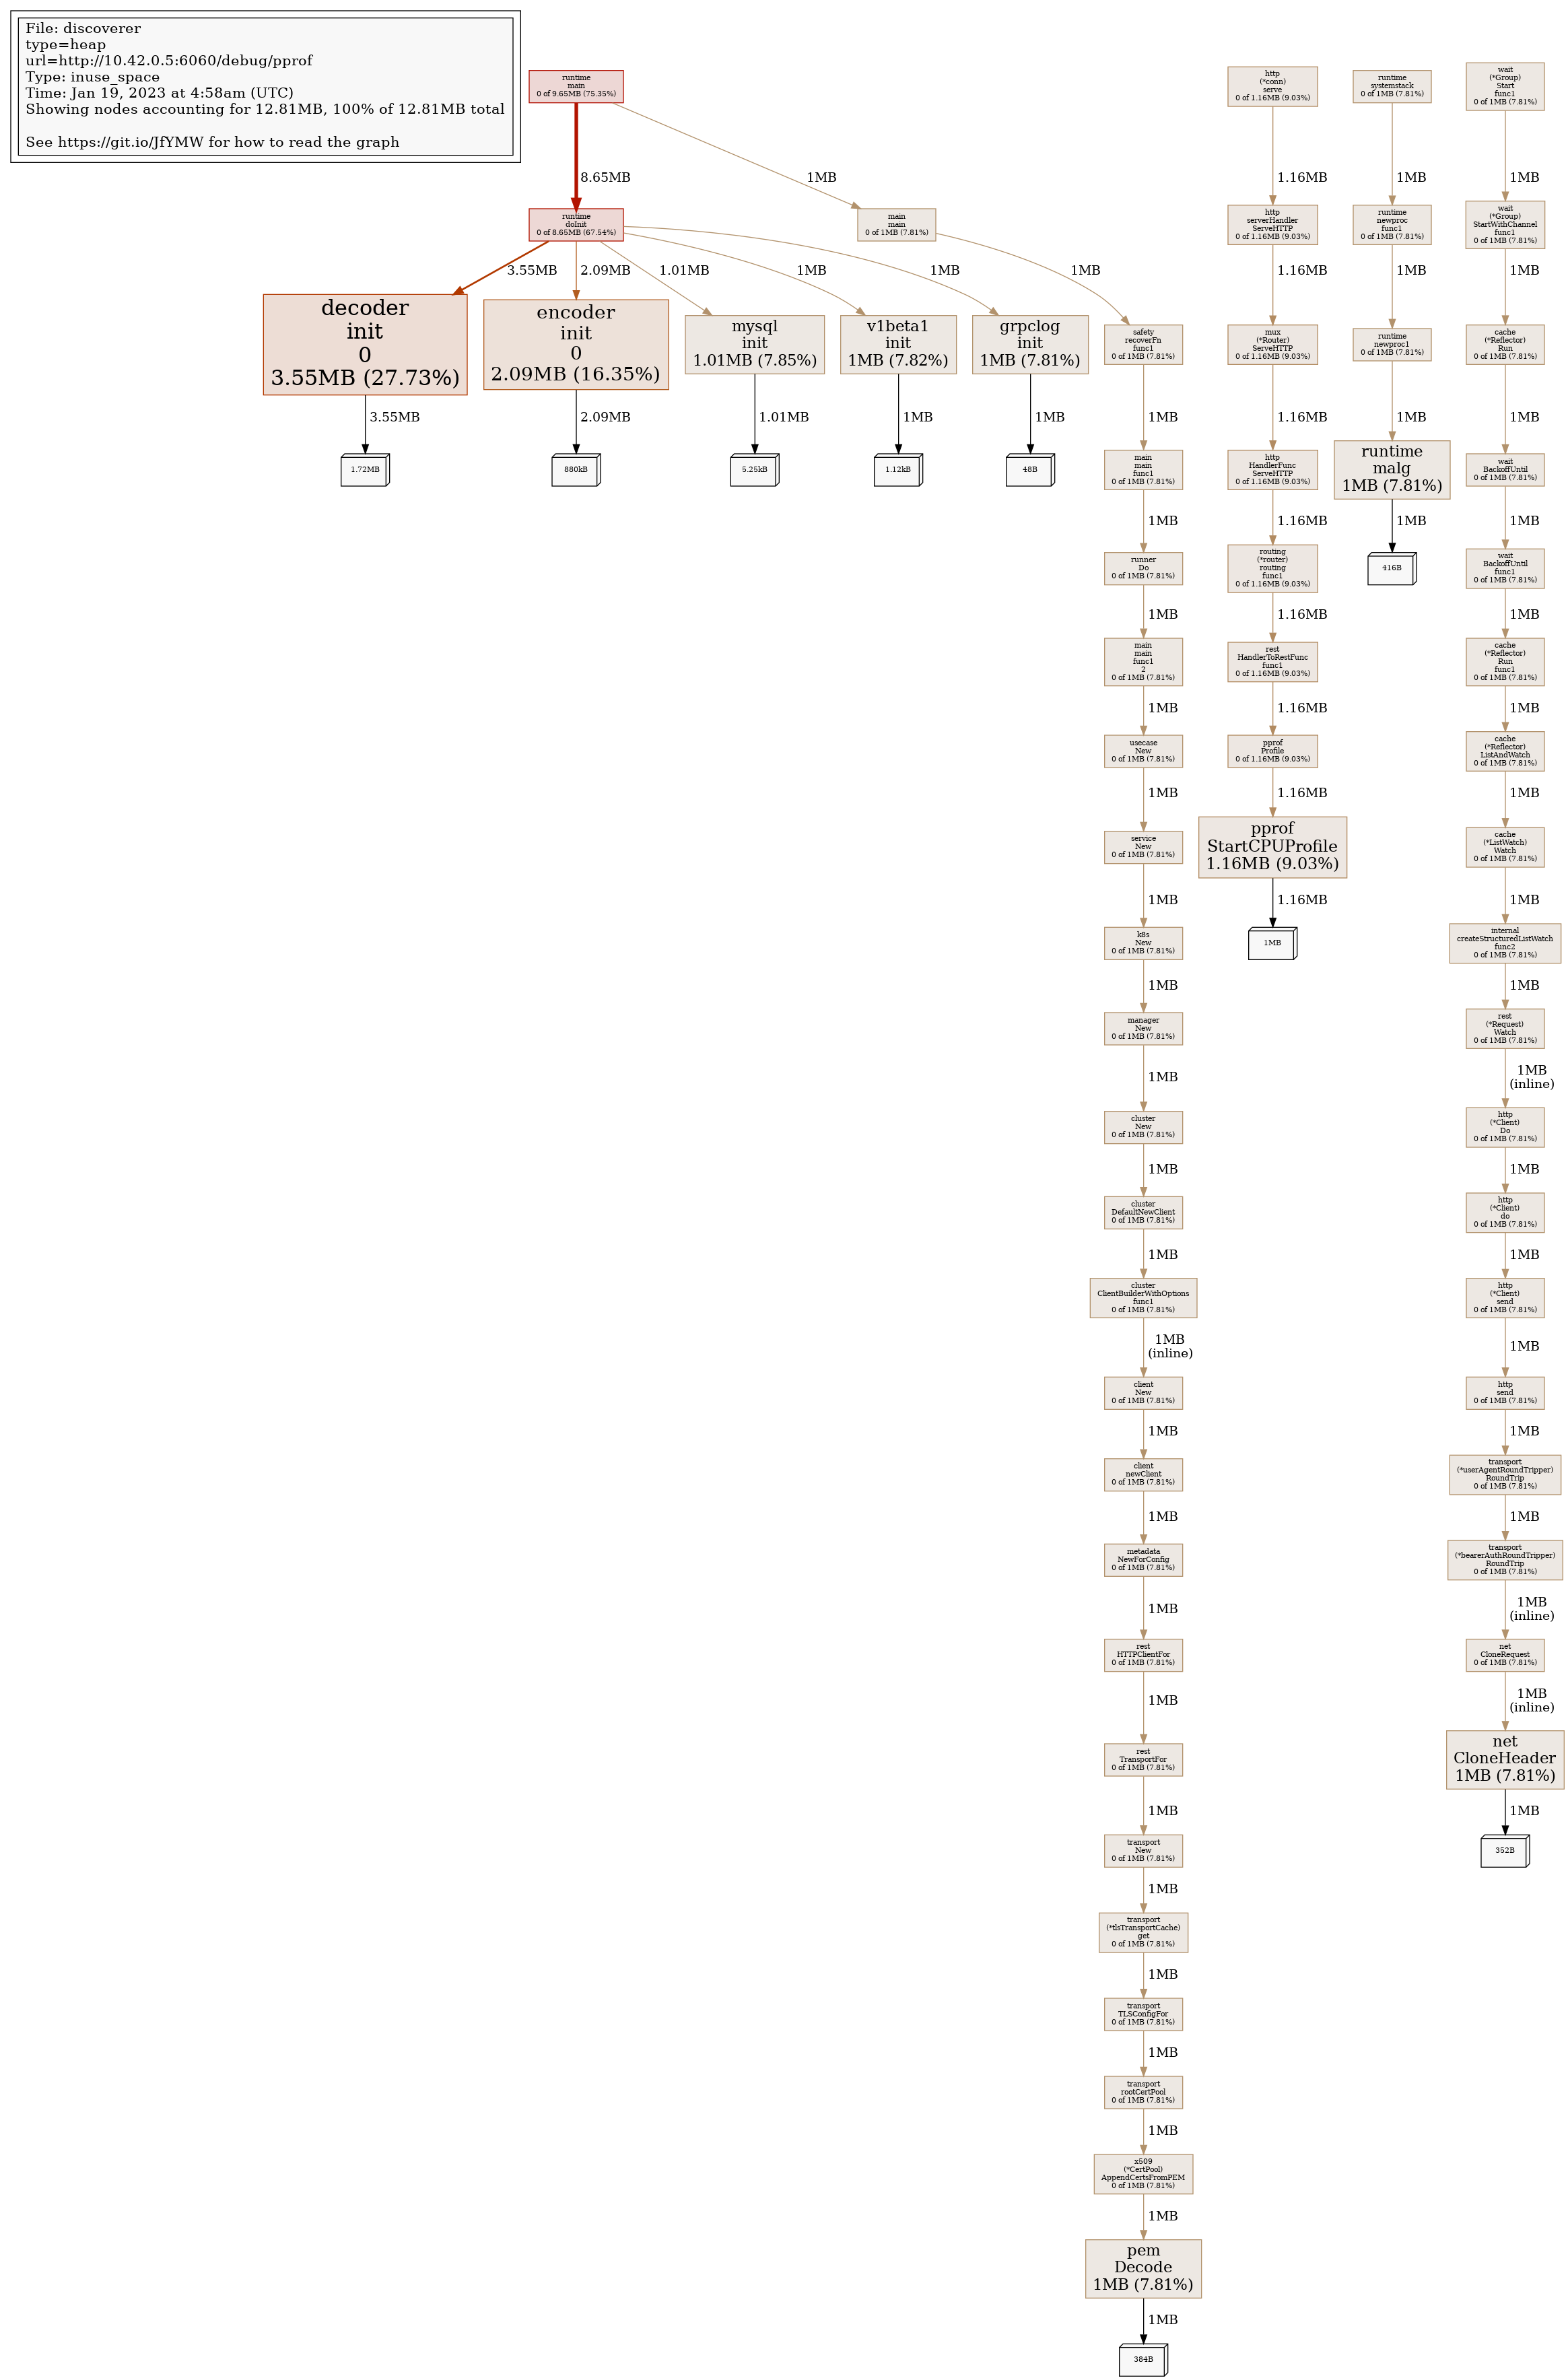 File: discoverer
type=heap
url=http://10.42.0.5:6060/debug/pprof
Type: inuse_space
Time: Jan 19, 2023 at 4:58am (UTC)
Showing nodes accounting for 12.81MB, 100% of 12.81MB total
See https://git.io/JfYMW for how to read the graph
runtime
main
0 of 9.65MB (75.35%)
8.65MB
1MB
runtime
doInit
0 of 8.65MB (67.54%)
main
main
0 of 1MB (7.81%)
3.55MB
2.09MB
1.01MB
1MB
1MB
1MB
decoder
init
0
3.55MB (27.73%)
3.55MB
1.72MB
encoder
init
0
2.09MB (16.35%)
2.09MB
880kB
mysql
init
1.01MB (7.85%)
1.01MB
5.25kB
v1beta1
init
1MB (7.82%)
1MB
1.12kB
grpclog
init
1MB (7.81%)
1MB
48B
safety
recoverFn
func1
0 of 1MB (7.81%)
1MB
main
main
func1
0 of 1MB (7.81%)
1MB
runner
Do
0 of 1MB (7.81%)
1MB
main
main
func1
2
0 of 1MB (7.81%)
1MB
usecase
New
0 of 1MB (7.81%)
1MB
service
New
0 of 1MB (7.81%)
1MB
k8s
New
0 of 1MB (7.81%)
1MB
manager
New
0 of 1MB (7.81%)
1MB
cluster
New
0 of 1MB (7.81%)
1MB
cluster
DefaultNewClient
0 of 1MB (7.81%)
1MB
cluster
ClientBuilderWithOptions
func1
0 of 1MB (7.81%)
1MB
(inline)
client
New
0 of 1MB (7.81%)
1MB
client
newClient
0 of 1MB (7.81%)
1MB
metadata
NewForConfig
0 of 1MB (7.81%)
1MB
rest
HTTPClientFor
0 of 1MB (7.81%)
1MB
rest
TransportFor
0 of 1MB (7.81%)
1MB
transport
New
0 of 1MB (7.81%)
1MB
transport
(*tlsTransportCache)
get
0 of 1MB (7.81%)
1MB
transport
TLSConfigFor
0 of 1MB (7.81%)
1MB
transport
rootCertPool
0 of 1MB (7.81%)
1MB
x509
(*CertPool)
AppendCertsFromPEM
0 of 1MB (7.81%)
1MB
pem
Decode
1MB (7.81%)
1MB
384B
http
(*conn)
serve
0 of 1.16MB (9.03%)
1.16MB
http
serverHandler
ServeHTTP
0 of 1.16MB (9.03%)
1.16MB
mux
(*Router)
ServeHTTP
0 of 1.16MB (9.03%)
1.16MB
http
HandlerFunc
ServeHTTP
0 of 1.16MB (9.03%)
1.16MB
routing
(*router)
routing
func1
0 of 1.16MB (9.03%)
1.16MB
rest
HandlerToRestFunc
func1
0 of 1.16MB (9.03%)
1.16MB
pprof
Profile
0 of 1.16MB (9.03%)
1.16MB
pprof
StartCPUProfile
1.16MB (9.03%)
1.16MB
1MB
runtime
systemstack
0 of 1MB (7.81%)
1MB
runtime
newproc
func1
0 of 1MB (7.81%)
1MB
runtime
newproc1
0 of 1MB (7.81%)
1MB
runtime
malg
1MB (7.81%)
1MB
416B
wait
(*Group)
Start
func1
0 of 1MB (7.81%)
1MB
wait
(*Group)
StartWithChannel
func1
0 of 1MB (7.81%)
1MB
cache
(*Reflector)
Run
0 of 1MB (7.81%)
1MB
wait
BackoffUntil
0 of 1MB (7.81%)
1MB
wait
BackoffUntil
func1
0 of 1MB (7.81%)
1MB
cache
(*Reflector)
Run
func1
0 of 1MB (7.81%)
1MB
cache
(*Reflector)
ListAndWatch
0 of 1MB (7.81%)
1MB
cache
(*ListWatch)
Watch
0 of 1MB (7.81%)
1MB
internal
createStructuredListWatch
func2
0 of 1MB (7.81%)
1MB
rest
(*Request)
Watch
0 of 1MB (7.81%)
1MB
(inline)
http
(*Client)
Do
0 of 1MB (7.81%)
1MB
http
(*Client)
do
0 of 1MB (7.81%)
1MB
http
(*Client)
send
0 of 1MB (7.81%)
1MB
http
send
0 of 1MB (7.81%)
1MB
transport
(*userAgentRoundTripper)
RoundTrip
0 of 1MB (7.81%)
1MB
transport
(*bearerAuthRoundTripper)
RoundTrip
0 of 1MB (7.81%)
1MB
(inline)
net
CloneRequest
0 of 1MB (7.81%)
1MB
(inline)
net
CloneHeader
1MB (7.81%)
1MB
352B